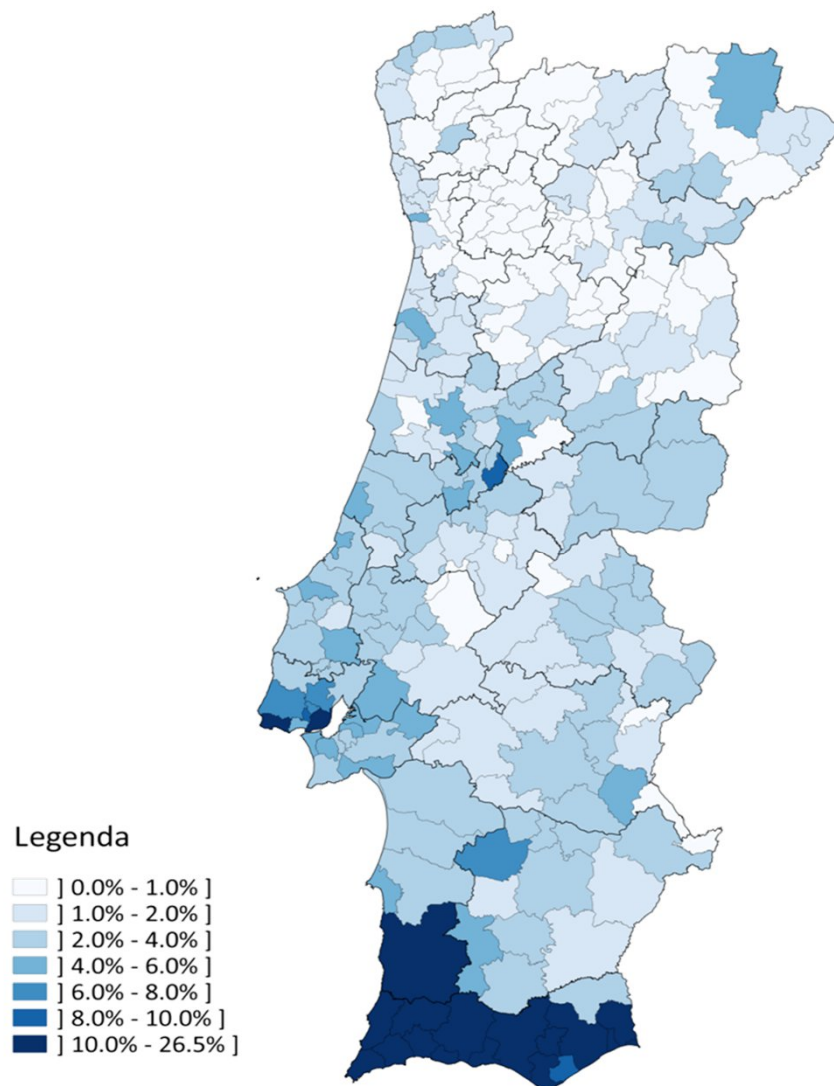 Legenda
] 0.0% - 1.0% ]
] 1.0% - 2.0% ]
] 2.0% - 4.0% ]
] 4.0% - 6.0% ]
] 6.0% - 8.0% ]
] 8.0% - 10.0% ]
] 10.0% - 26.5% ]